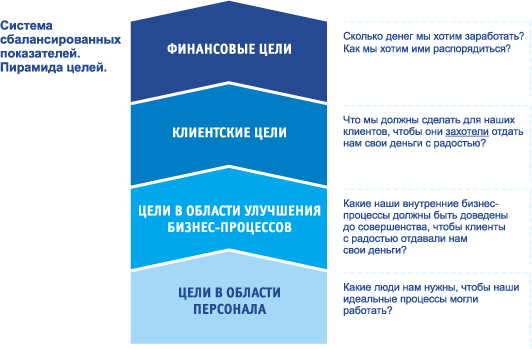 Система
сбалансированных
показателей.
Пирамида целей.
ФИНАНСОВЫЕ ЦЕЛИ
Сколько денег мы хотим заработать?
Как мы хотим ими распорядиться?
КЛИЕНТСКИЕ ЦЕЛИ
Что мы должны сделать для наших
клиентов, чтобы они захотели отдать
нам свои деньги с радостью?
ЦЕЛИ В ОБЛАСТИ УЛУЧШЕНИЯ
БИЗНЕС-ПРОЦЕССОВ
Какие наши внутренние бизнес-
процессы должны быть доведены
до совершенства, чтобы клиенты
с радостью отдавали нам
свои деньги?
ЦЕЛИ В ОБЛАСТИ
ПЕРСОНАЛА
Какие люди нам нужны, чтобы наши
идеальные процессы могли
работать?